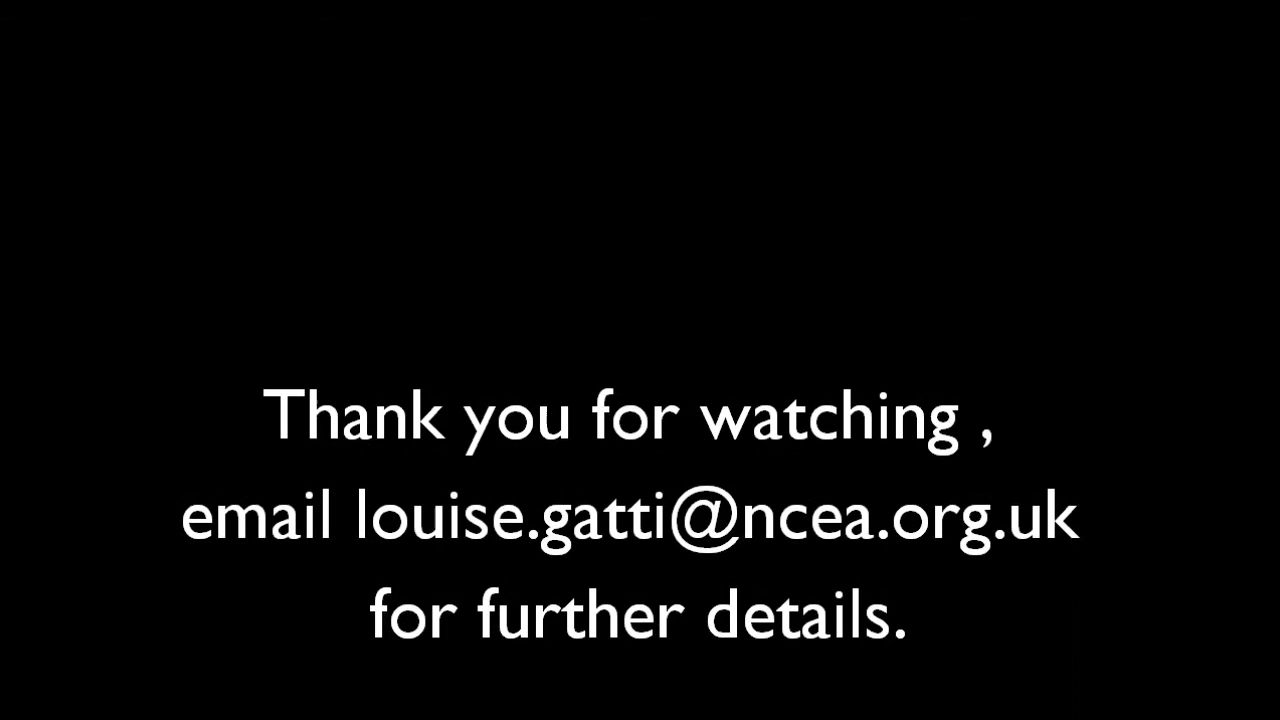 Thank you for watching ,
email louise.gatti@ncea.org.uk
for further details.